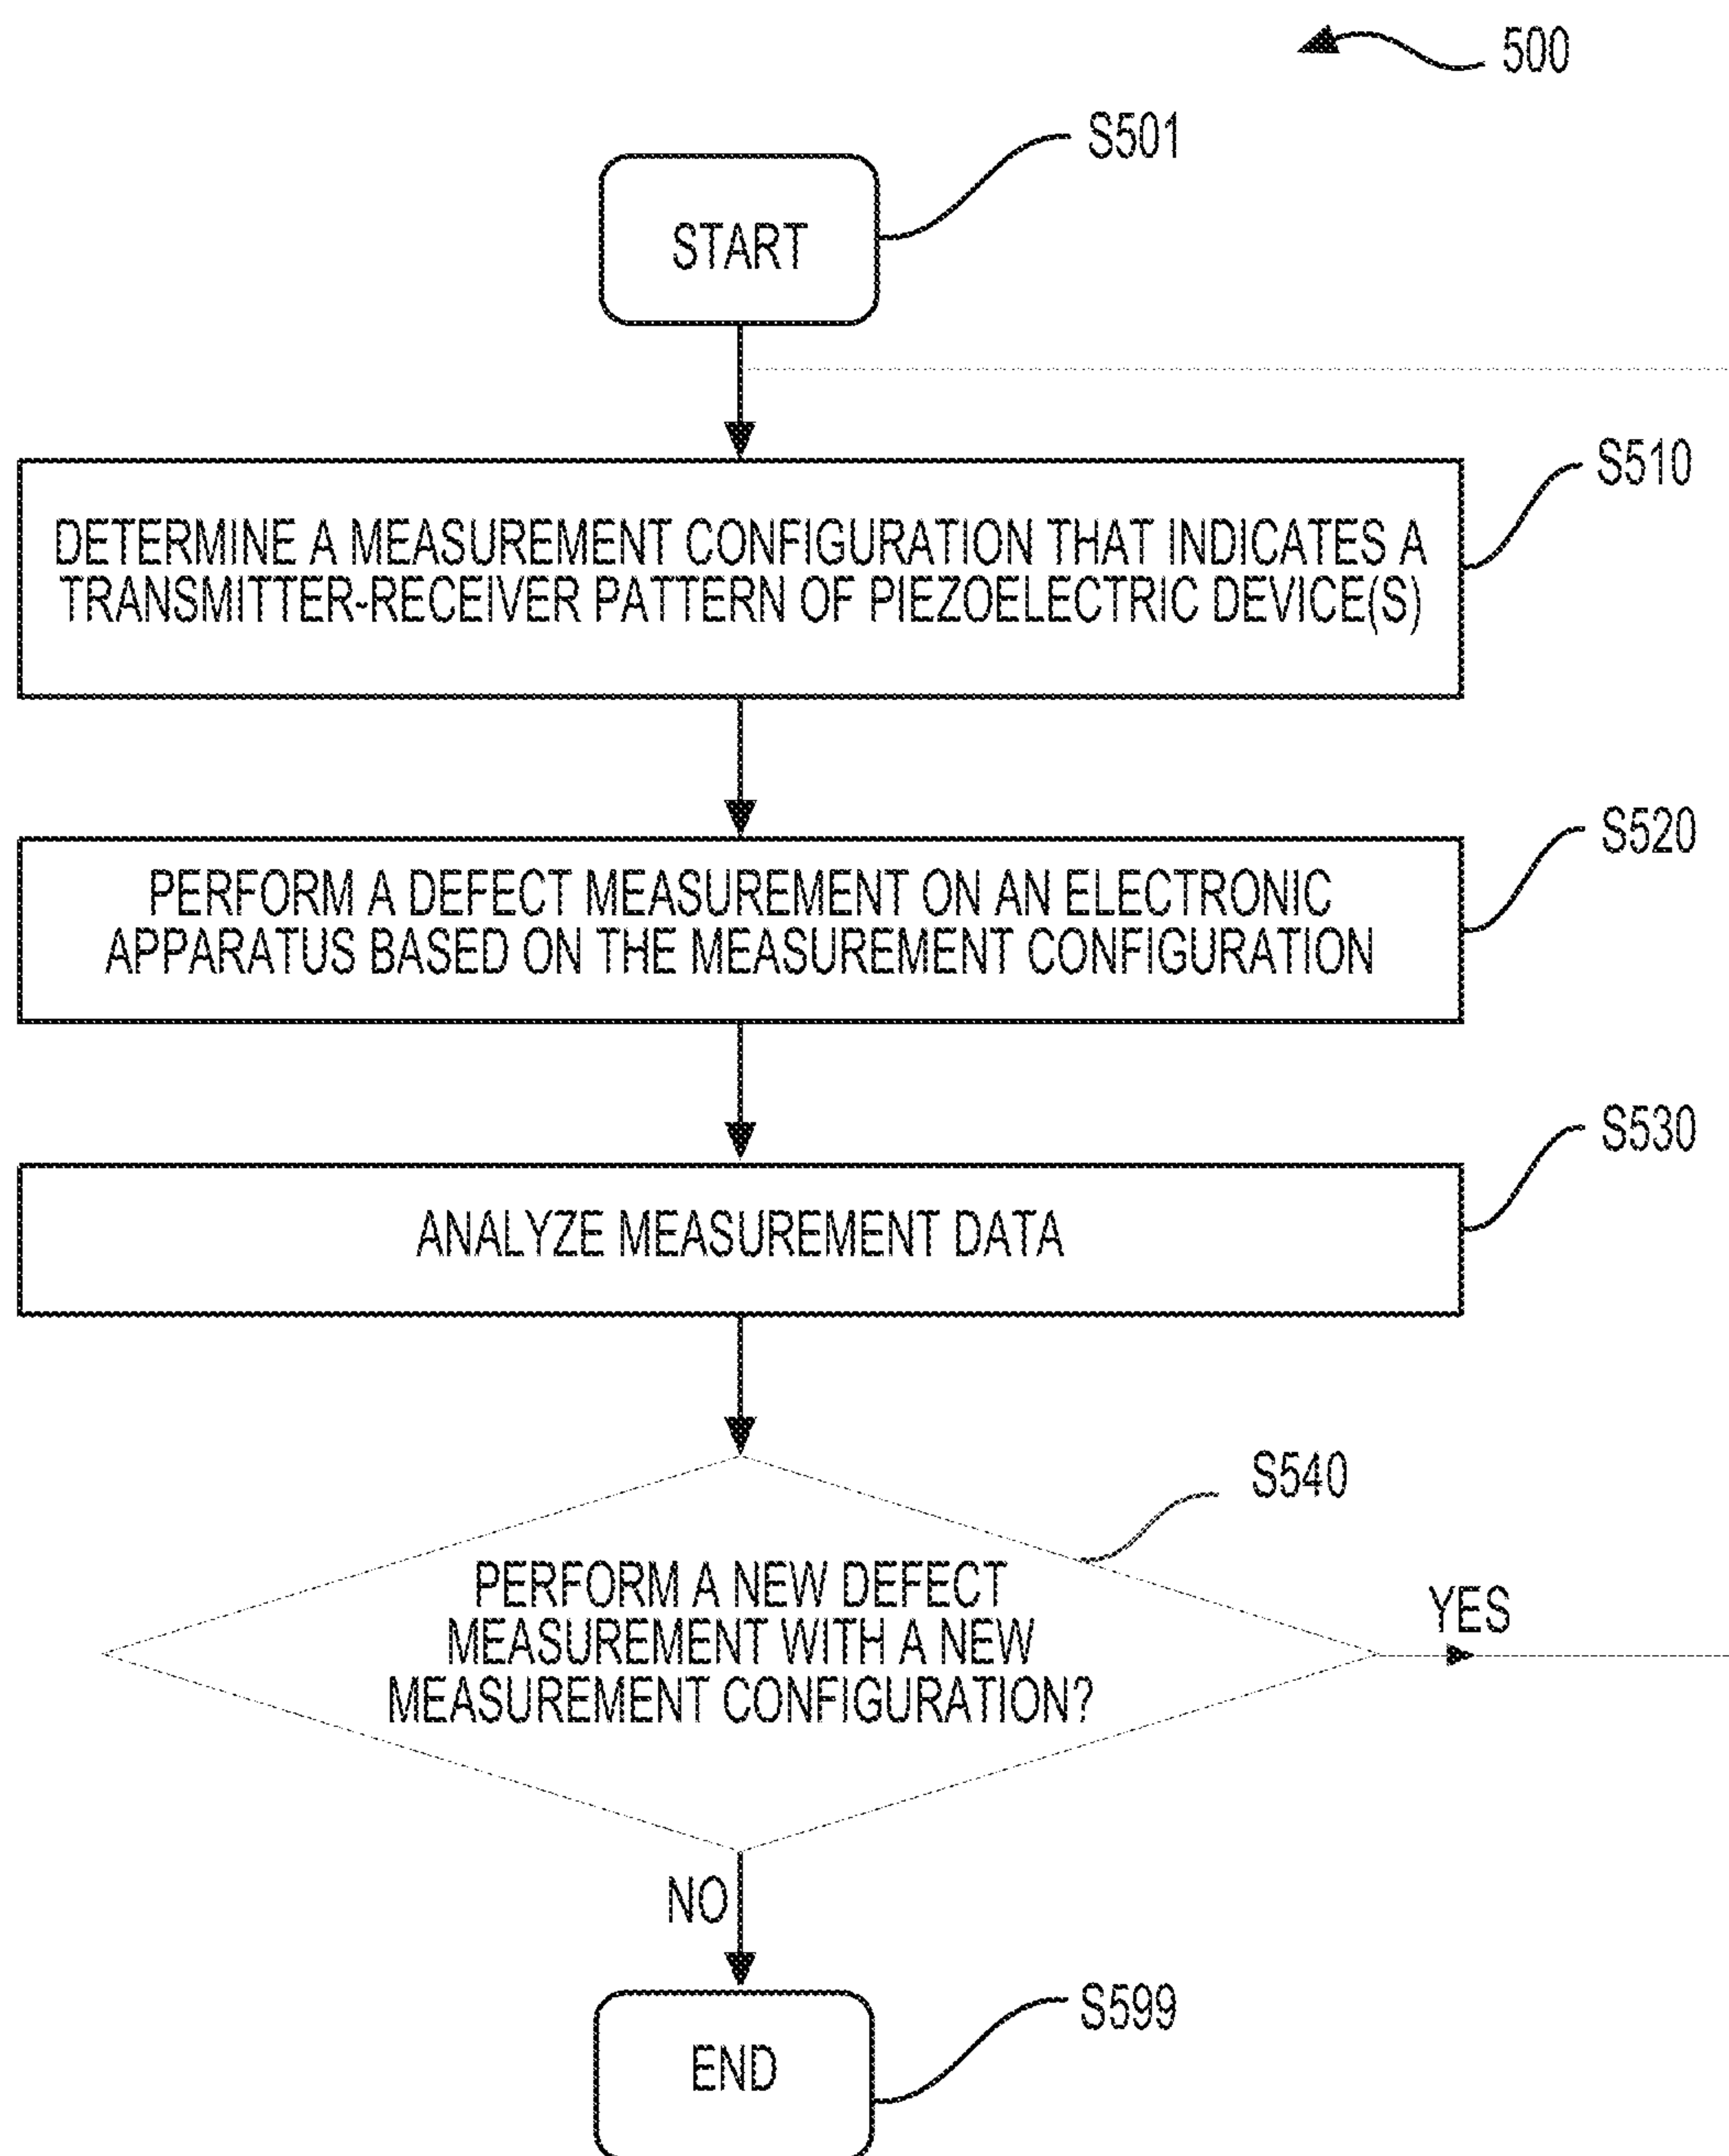 500
S501
START
S510
DETERMINE A MEASUREMENT CONFIGURATION THAT INDICATES A
TRANSMITTER-RECEIVER PATTERN OF PIEZOELECTRIC DEVICE(S)
S520
PERFORM A DEFECT MEASUREMENT ON AN ELECTRONIC
APPARATUS BASED ON THE MEASUREMENT CONFIGURATION
S530
ANALYZE MEASUREMENT DATA
S540
PERFORM A NEW DEFECT
MEASUREMENT WITH A NEW
MEASUREMENT CONFIGURATION?
YES
NO
S599
END